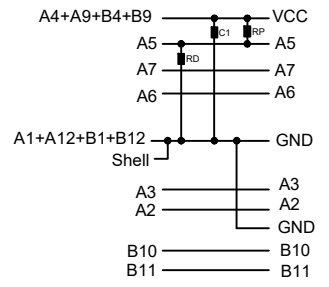 A4+A9+B4+B9 VCC
C1 RP
A5 A5
RD
A7 A7
A6 A6
A1+A12+B1+B12 GND
Shell
A3 A3
A2 A2
GND
B10 B10
B11 B11